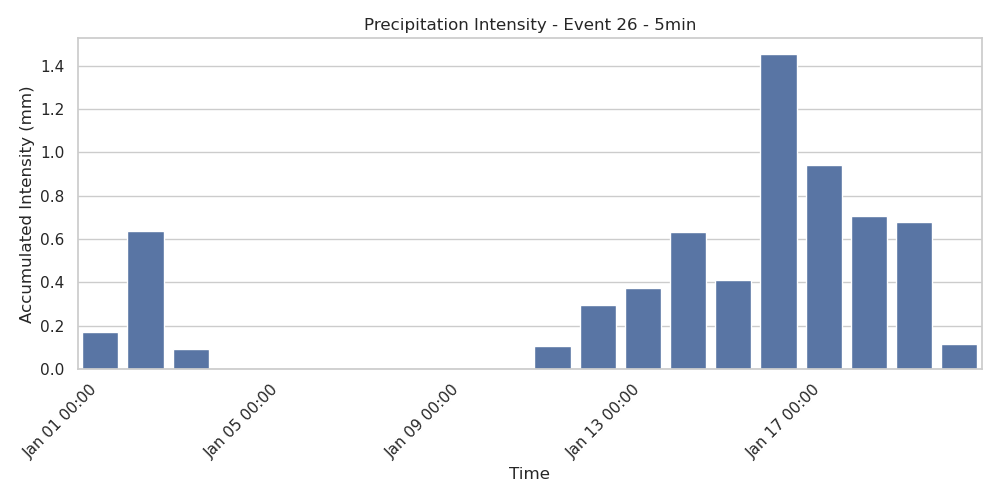 Precipitation Intensity - Event 26 - 5min
Accumulated Intensity (mm)
1.4
1.2
1.0
0.8
0.6
0.4
0.2
0.0
Jan 01 00:00
Jan 05 00:00
Jan 09 00:00
Jan 13 00:00
Jan 17 00:00
Time